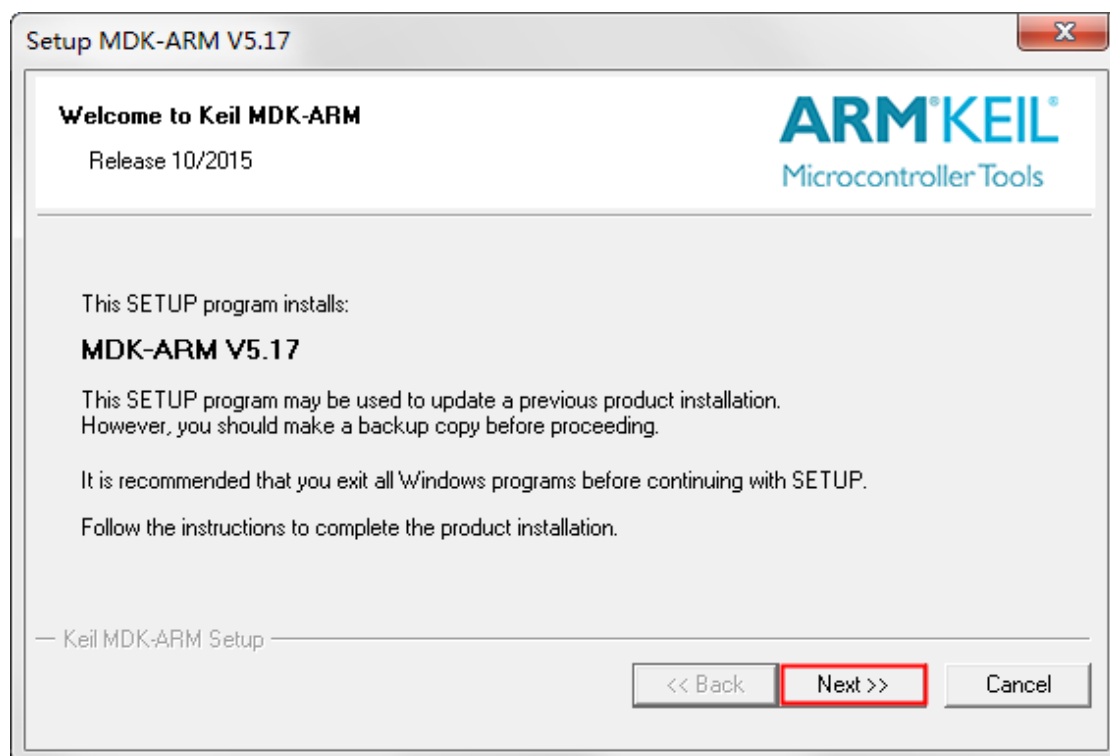 Setup MDK-ARM V5.17
x
Welcome to Keil MDK-ARM
Release 10/2015
ARM®KEIL®
Microcontroller Tools
This SETUP program installs:
MDK-ARM V5.17
This SETUP program may be used to update a previous product installation.
However, you should make a backup copy before proceeding.
It is recommended that you exit all Windows programs before continuing with SETUP.
Follow the instructions to complete the product installation.
Keil MDK-ARM Setup
<< Back Next >> Cancel